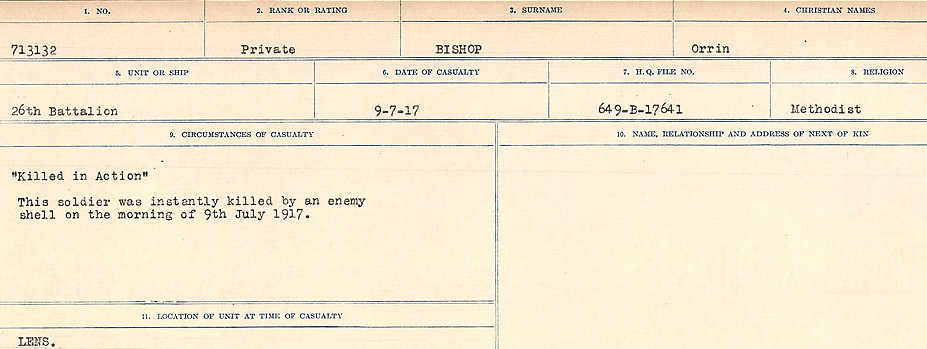 1. NO. 2. RANK OR RATING 3. SURNAME 4. CHRISTIAN NAMES
713132 Private BISHOP Orrin
5. UNIT OR SHIP 6. DATE OF CASUALTY 7. H.Q. FILE NO. 8. RELIGION
26th Battalion 9-7-17 649-B-17641 Methodist
9. CIRCUMSTANCES OF CASUALTY 10. NAME, RELATIONSHIP AND ADDRESS OF NEXT OF KIN
"Killed in Action"
This soldier was instantly killed by an enemy
shell on the morning of 9th July 1917.
11. LOCATION OF UNIT AT TIME OF CASUALTY
LENS.